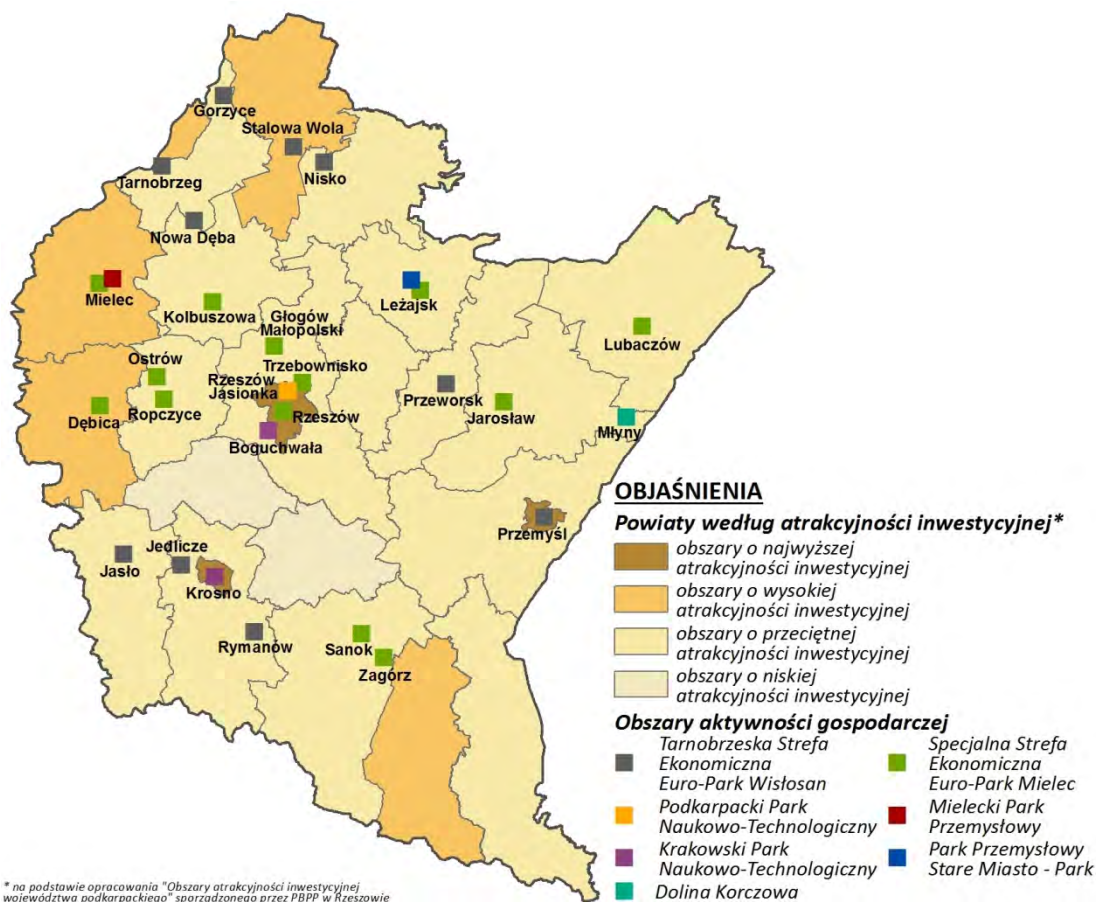 Gorzyce
Stalowa Wola
Tarnobrzeg
Nisko
Nowa Dęba
Mielec
Kolbuszowa
Leżajsk
Głogów
Małopolski
Lubaczów
Ostrów
Trzebownisko
Rzeszów
Jasionka
Przeworsk
Dębica
Ropczyce
Rzeszów
Jarosław
Młyny
Boguchwała
Przemyśl
Jedlicze
Jasło
Krosno
Rymanów
Sanok
Zagórz
OBJAŚNIENIA
Powiaty według atrakcyjności inwestycyjnej*
obszary o najwyższej
atrakcyjności inwestycyjnej
obszary o wysokiej
atrakcyjności inwestycyjnej
obszary o przeciętnej
atrakcyjności inwestycyjnej
obszary o niskiej
atrakcyjności inwestycyjnej
Obszary aktywności gospodarczej
Tarnobrzeska Strefa
Ekonomiczna
Euro-Park Wisłosan
Podkarpacki Park
Naukowo-Technologiczny
Krakowski Park
Naukowo-Technologiczny
Dolina Korczowa
Specjalna Strefa
Ekonomiczna
Euro-Park Mielec
Mielecki Park
Przemysłowy
Park Przemysłowy
Stare Miasto - Park
* na podstawie opracowania "Obszary atrakcyjności inwestycyjnej
województwa podkarpackiego" sporządzonego przez PBPP w Rzeszowie